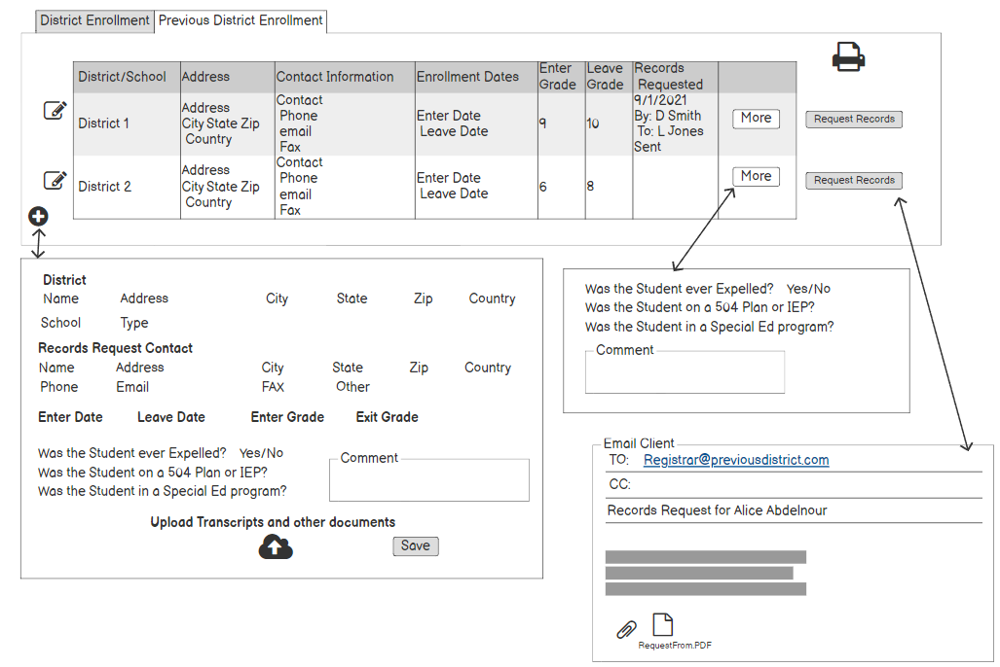 District Enrollment Previous District Enrollment
District/School Address Contact Information Enrollment Dates Enter Grade Leave Grade Records Requested
District 1
Address
City State Zip
Country
Contact
Phone
email
Fax
Enter Date
Leave Date
9
10
9/1/2021
By: D Smith
To: L Jones
Sent
More
Request Records
District 2
Address
City State Zip
Country
Contact
Phone
email
Fax
Enter Date
Leave Date
6
8
More
Request Records
District
Name Address City State Zip Country
School Type
Records Request Contact
Name Address City State Zip Country
Phone Email FAX Other
Enter Date Leave Date Enter Grade Exit Grade
Was the Student ever Expelled? Yes/No
Was the Student on a 504 Plan or IEP?
Was the Student in a Special Ed program?
Comment
Upload Transcripts and other documents
Save
Was the Student ever Expelled? Yes/No
Was the Student on a 504 Plan or IEP?
Was the Student in a Special Ed program?
Comment
Email Client
TO: Registrar@previousdistrict.com
CC:
Records Request for Alice Abdelnour
RequestFrom.PDF